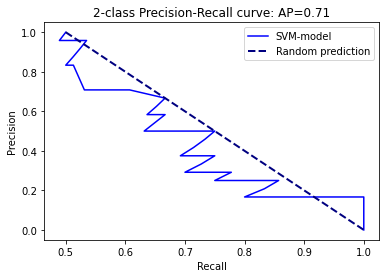 2-class Precision-Recall curve: AP=0.71
SVM-model
Random prediction
Precision
1.0
0.8
0.6
0.4
0.2
0.0
0.5
0.6
0.7
0.8
0.9
1.0
Recall